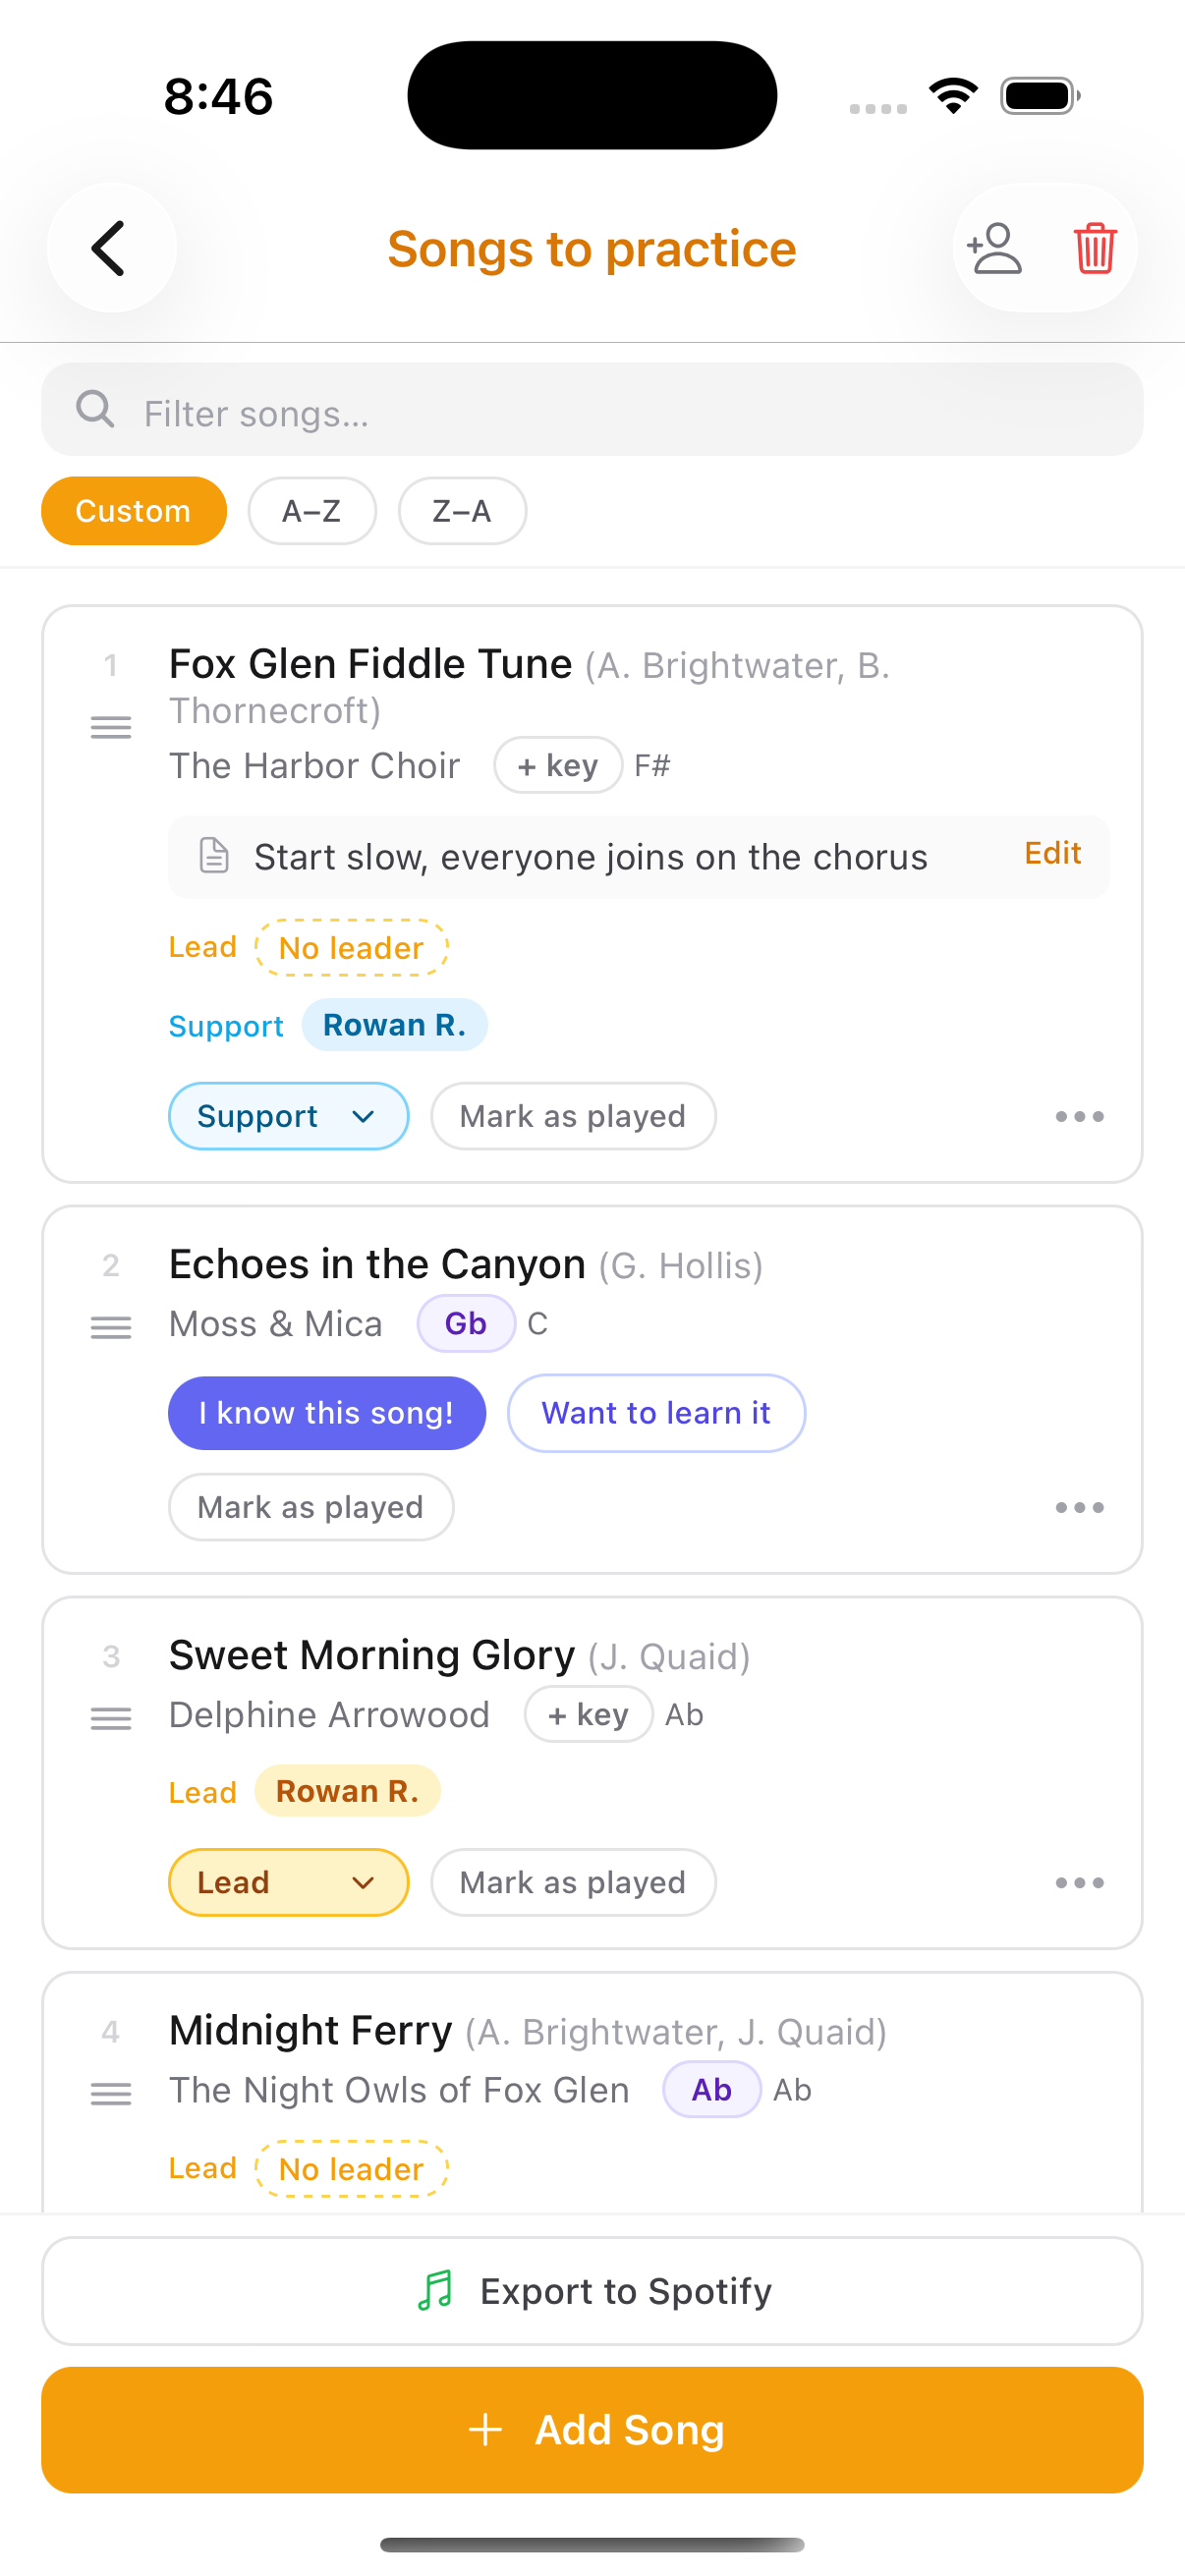 8:46
Songs to practice
Filter songs...
Custom
A–Z
Z–A
1
Fox Glen Fiddle Tune (A. Brightwater, B.
Thornecroft)
The Harbor Choir + key F#
Start slow, everyone joins on the chorus Edit
Lead No leader
Support Rowan R.
Support Mark as played
2
Echoes in the Canyon (G. Hollis)
Moss & Mica Gb C
I know this song! Want to learn it
Mark as played
3
Sweet Morning Glory (J. Quaid)
Delphine Arrowood + key Ab
Lead Rowan R.
Lead Mark as played
4
Midnight Ferry (A. Brightwater, J. Quaid)
The Night Owls of Fox Glen Ab Ab
Lead No leader
Export to Spotify
+ Add Song